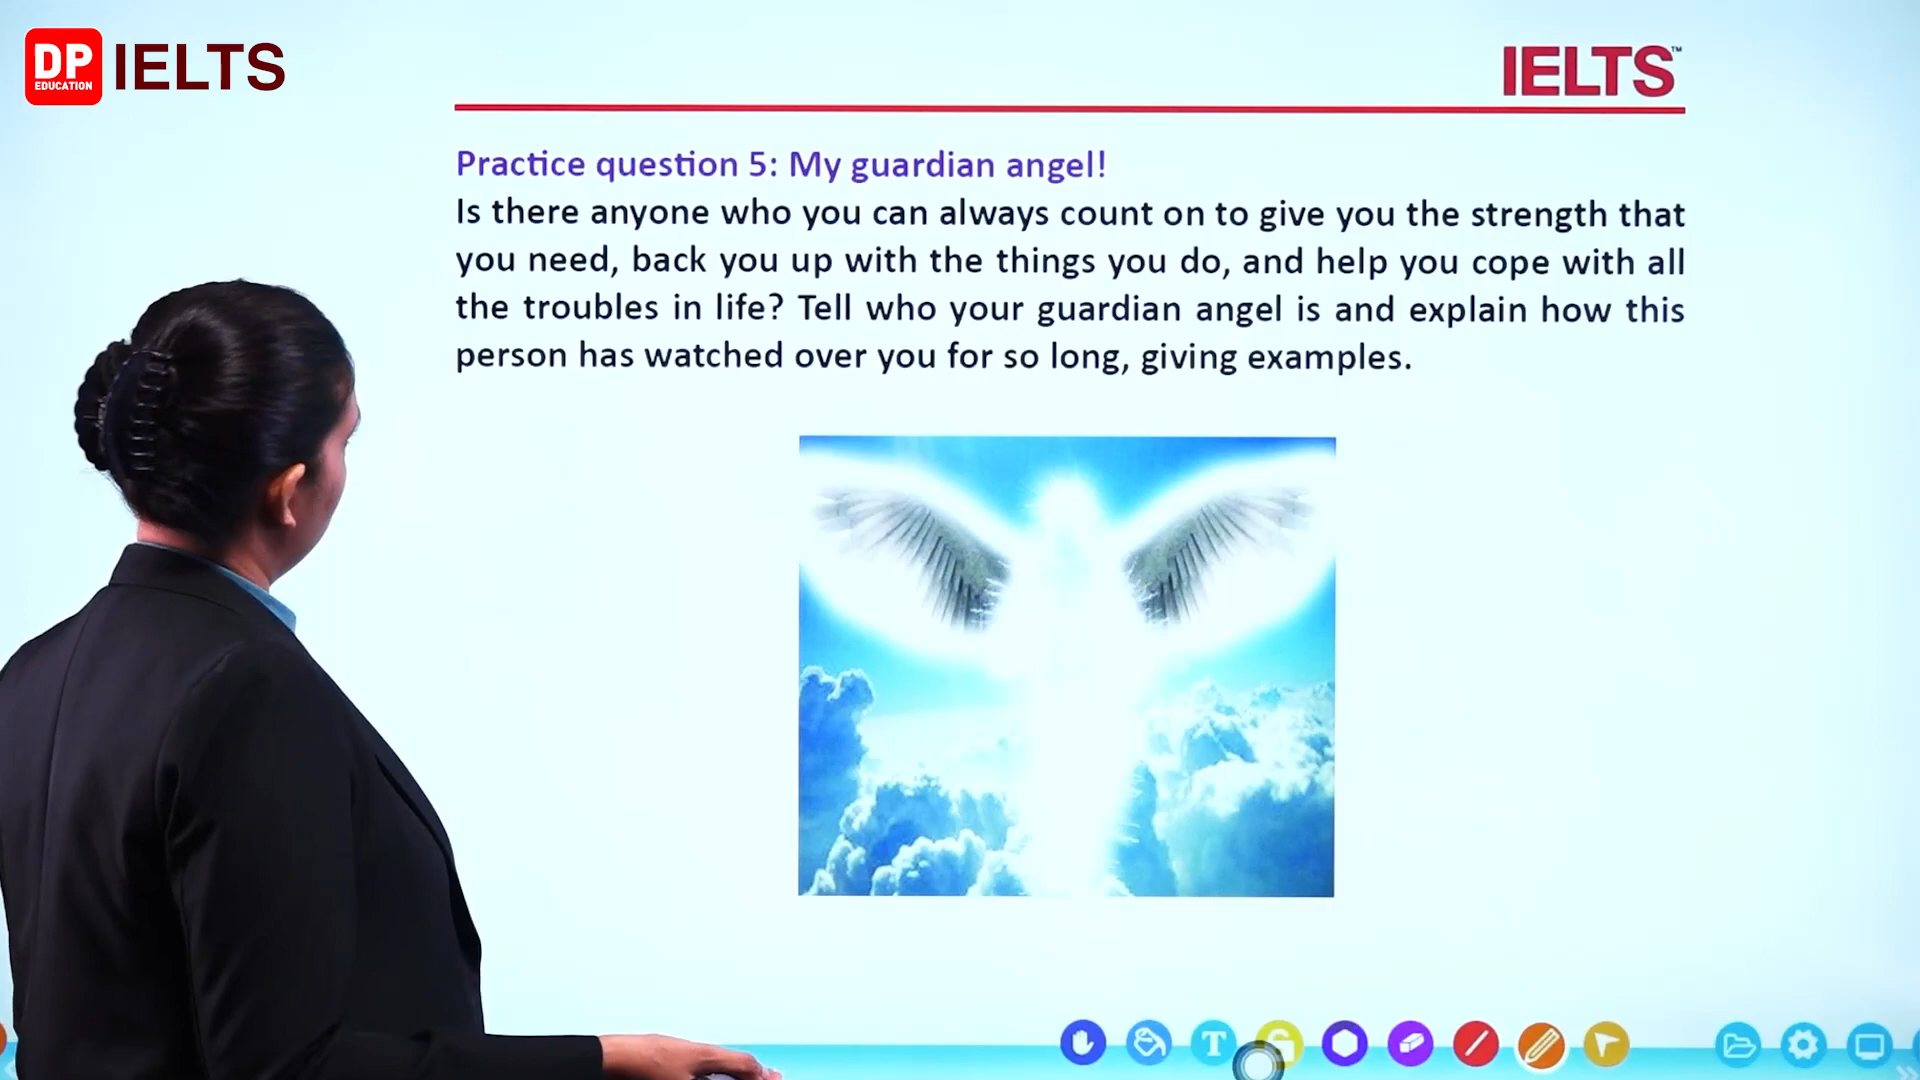 DP
EDUCATION
IELTS
IELTS™
Practice question 5: My guardian angel!
Is there anyone who you can always count on to give you the strength that
you need, back you up with the things you do, and help you cope with all
the troubles in life? Tell who your guardian angel is and explain how this
person has watched over you for so long, giving examples.
T